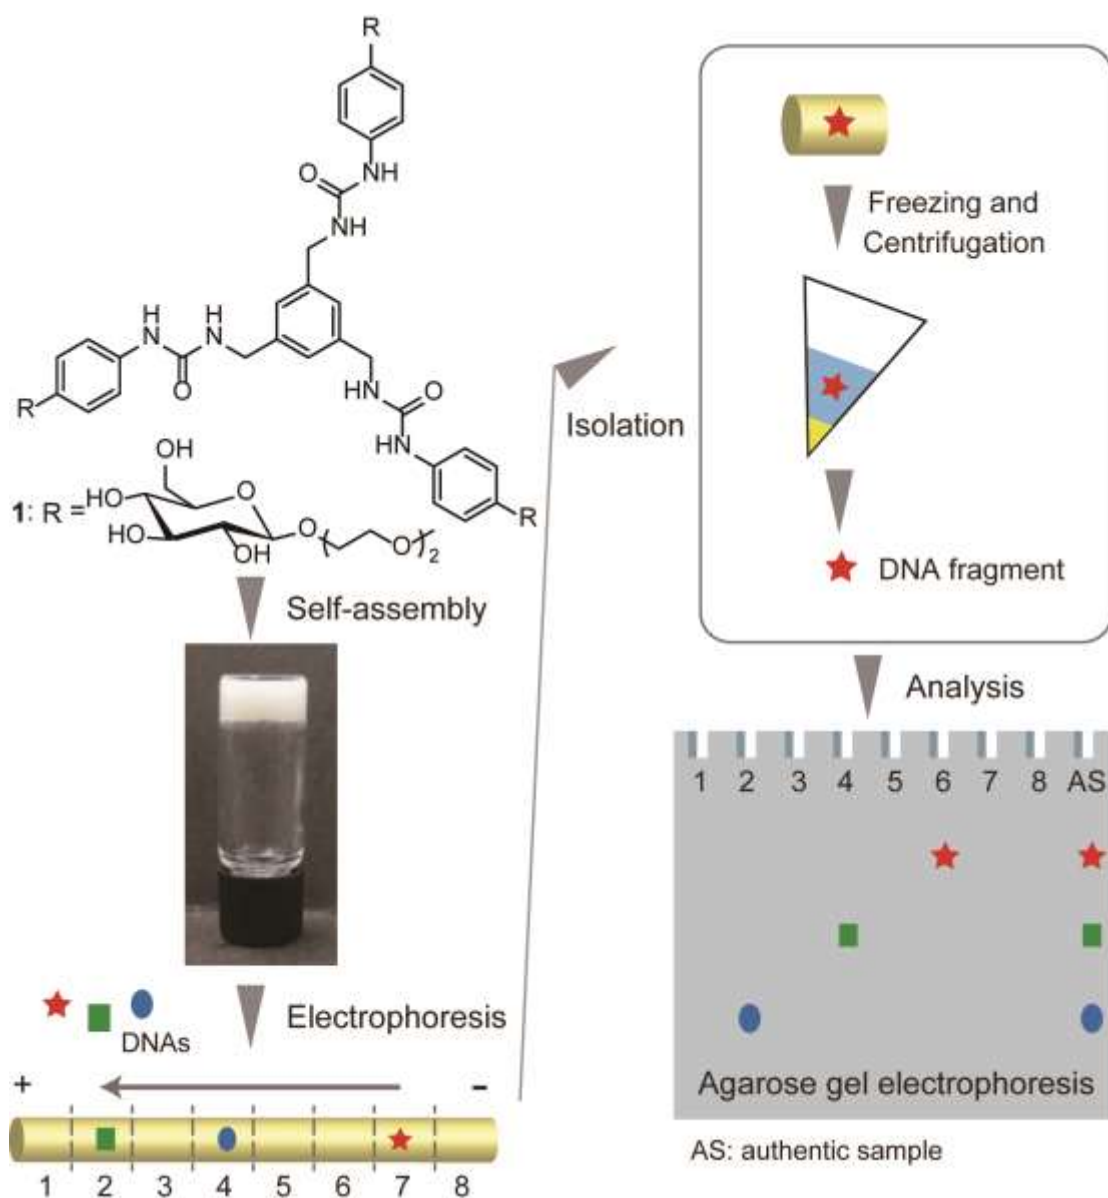 R
O
N
H
NH
H
N
H
N
O
R
HN
O
HN
R
OH
HO
HO
O
OH
O
O
2
1: R =
Self-assembly
DNAs
Electrophoresis
+
-
1 2 3 4 5 6 7 8
Isolation
Freezing and
Centrifugation
DNA fragment
Analysis
1 2 3 4 5 6 7 8 AS
Agarose gel electrophoresis
AS: authentic sample